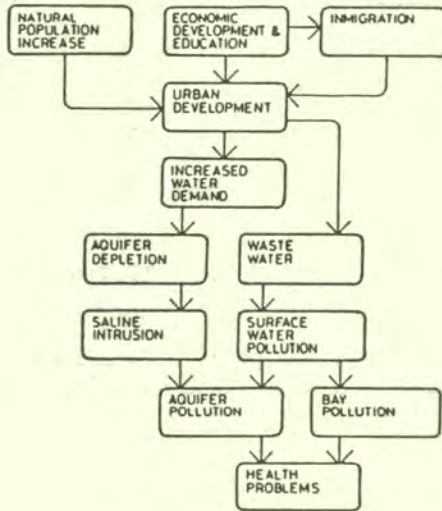 NATURAL
POPULATION
INCREASE
ECONOMIC
DEVELOPMENT &
EDUCATION
INMIGRATION
URBAN
DEVELOPMENT
INCREASED
WATER
DEMAND
AQUIFER
DEPLETION
WASTE
WATER
SALINE
INTRUSION
SURFACE
WATER
POLLUTION
AQUIFER
POLLUTION
BAY
POLLUTION
HEALTH
PROBLEMS